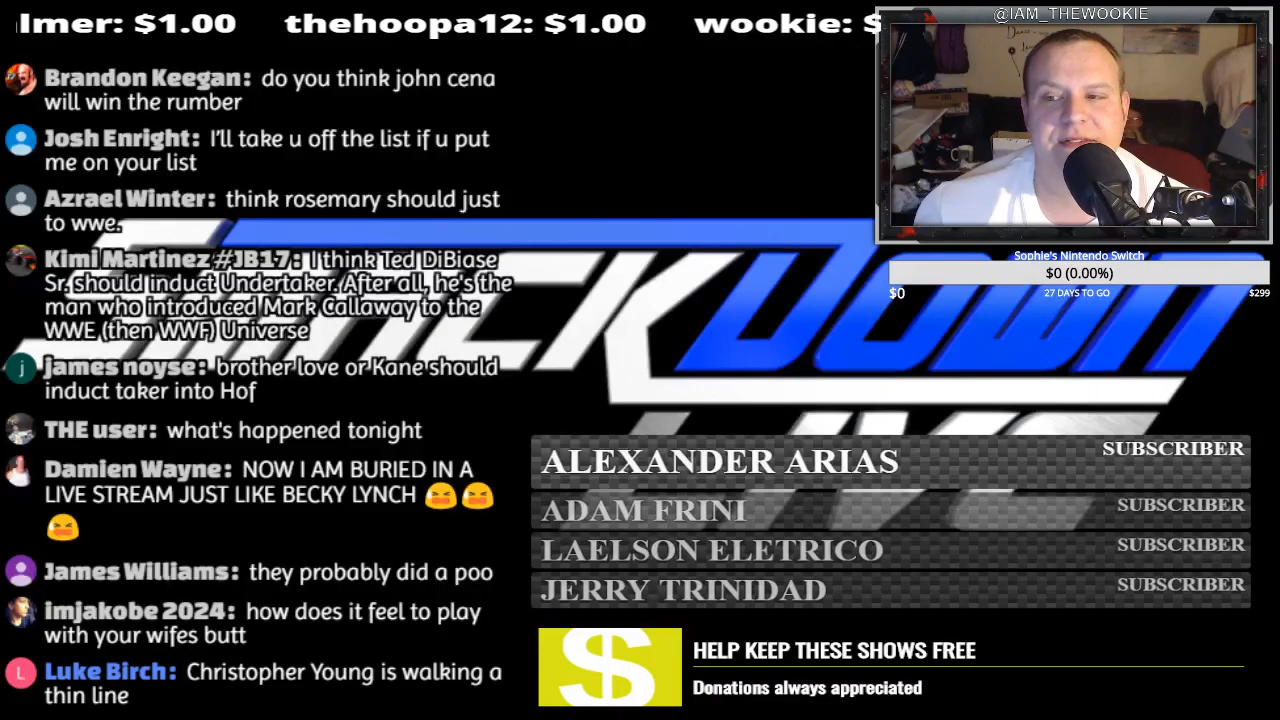 lmer: $1.00 thehoopa12: $1.00 wookie: $
@IAM_THEWOOKIE
Brandon Keegan: do you think john cena
will win the rumber
Josh Enright: I'll take u off the list if u put
me on your list
Azrael Winter: think rosemary should just
to wwe.
Kimi Martinez #JB17: I think Ted DiBiase
Sr. should induct Undertaker. After all, he's the
man who introduced Mark Callaway to the
WWE (then WWF) Universe
j
james noyse: brother love or Kane should
induct taker into Hof
THE user: what's happened tonight
Damien Wayne: NOW I AM BURIED IN A
LIVE STREAM JUST LIKE BECKY LYNCH 😆😆
😆
James Williams: they probably did a poo
imjakobe 2024: how does it feel to play
with your wifes butt
L
Luke Birch: Christopher Young is walking a
thin line
Sophie's Nintendo Switch
$0 (0.00%)
$0 27 DAYS TO GO $299
SMACKDOWN
LIVE
ALEXANDER ARIAS SUBSCRIBER
ADAM FRINI SUBSCRIBER
LAELSON ELETRICO SUBSCRIBER
JERRY TRINIDAD SUBSCRIBER
$
HELP KEEP THESE SHOWS FREE
Donations always appreciated